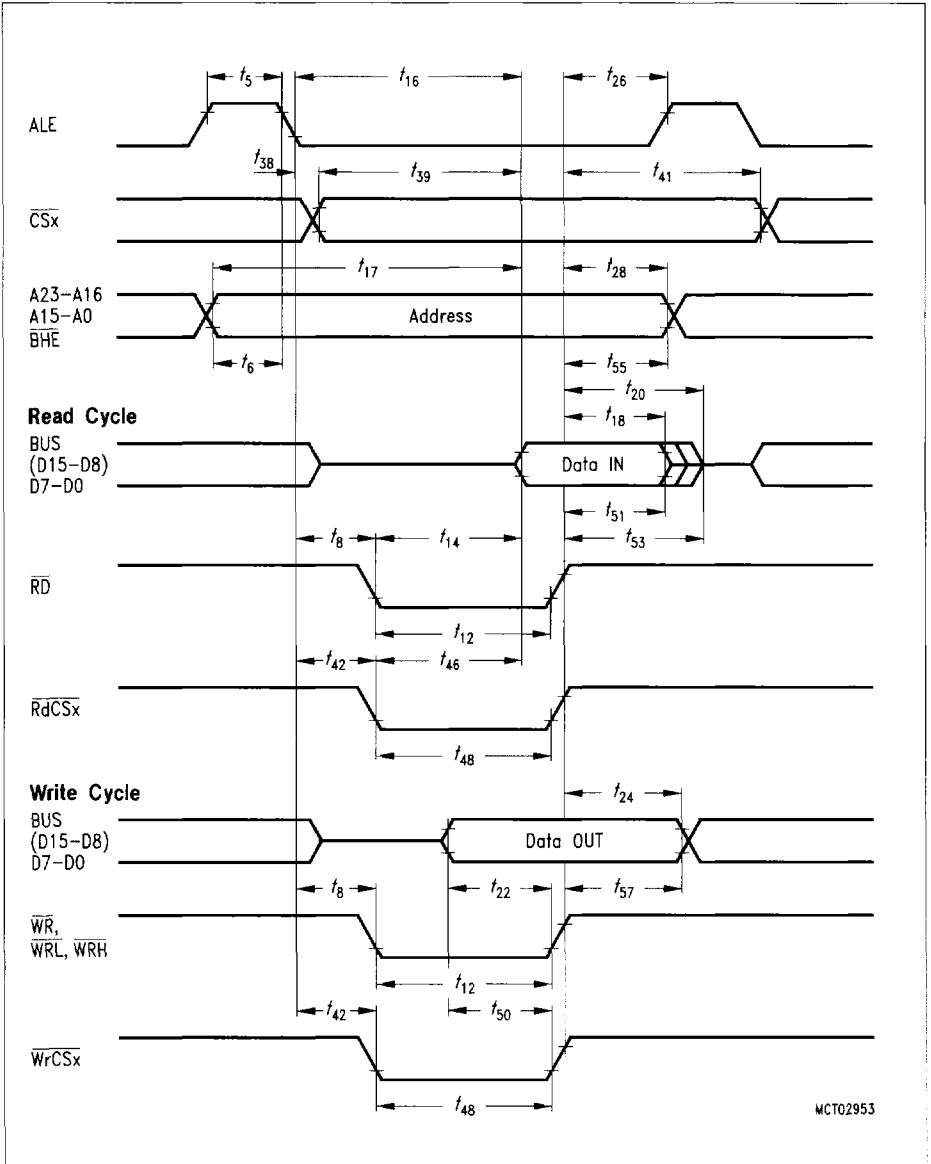 t5
t16
t26
ALE
t38
t39
t41
CSx
t17
t28
A23-A16
A15-A0
BHE
Address
t6
t55
t20
Read Cycle
t18
BUS
(D15-D8)
D7-D0
Data IN
t51
t8
t14
t53
RD
t12
t42
t46
RdCSx
t48
Write Cycle
t24
BUS
(D15-D8)
D7-D0
Data OUT
t8
t22
t57
WR,
WRL, WRH
t12
t42
t50
WrCSx
t48
MCT02953